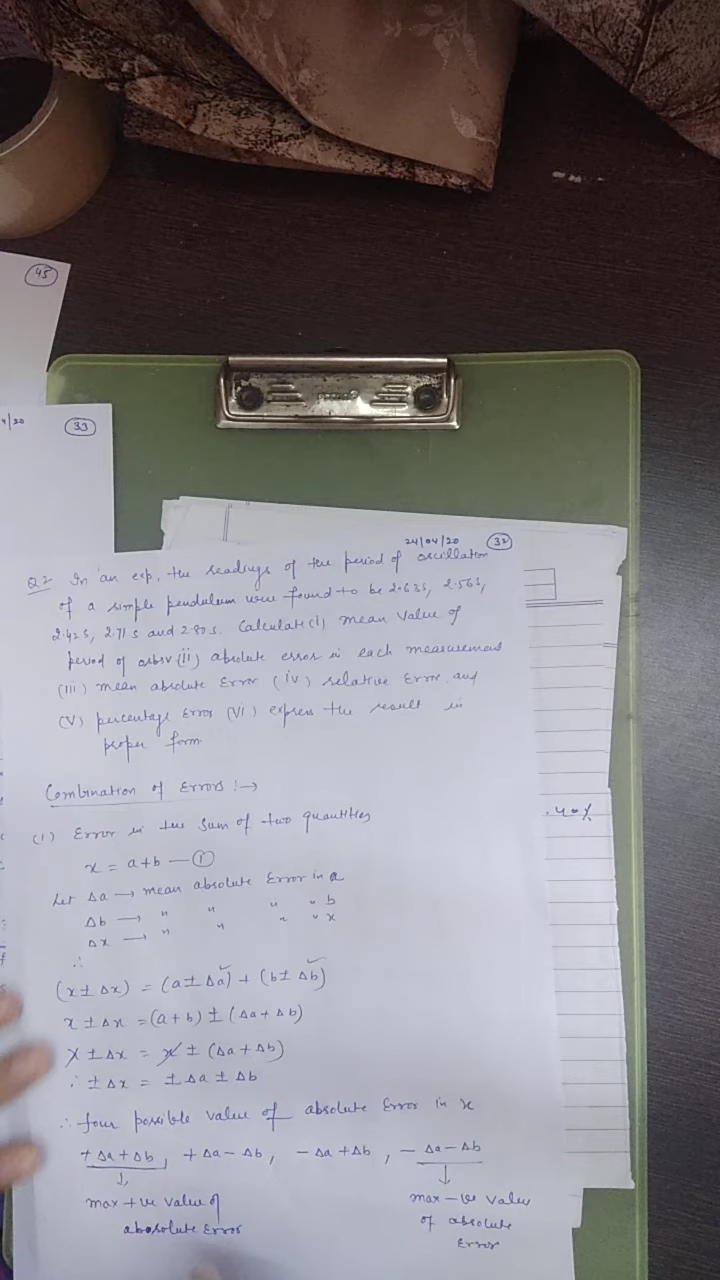 45
4/20
33
24/04/20
32
Q2 In an exp, the readings of the period of oscillation
of a simple pendulum were found to be 2.63s, 2.56s,
2.42s, 2.71s and 2.80s. Calculate (i) mean value of
period of (ii) absolute error in each measurement
(iii) mean absolute Error (iv) relative Error and
(V) percentage Error (Vi) express the result in
proper form
Combination of Errors :→
(1) Error in the sum of two quantities
.40%
x = a+b — ①
Let Δa → mean absolute Error in a
Δb → " " " " b
Δx → " " " " x
∴
(x ± Δx) = (a ± Δa) + (b ± Δb)
x ± Δx = (a+b) ± (Δa + Δb)
x ± Δx = x ± (Δa + Δb)
∴ ± Δx = ± Δa ± Δb
∴ four possible value of absolute Error in x
+ Δa + Δb, + Δa - Δb, - Δa + Δb, - Δa - Δb
↓ ↓
max +ve value of max -ve value
abosolute Error of absolute
Error